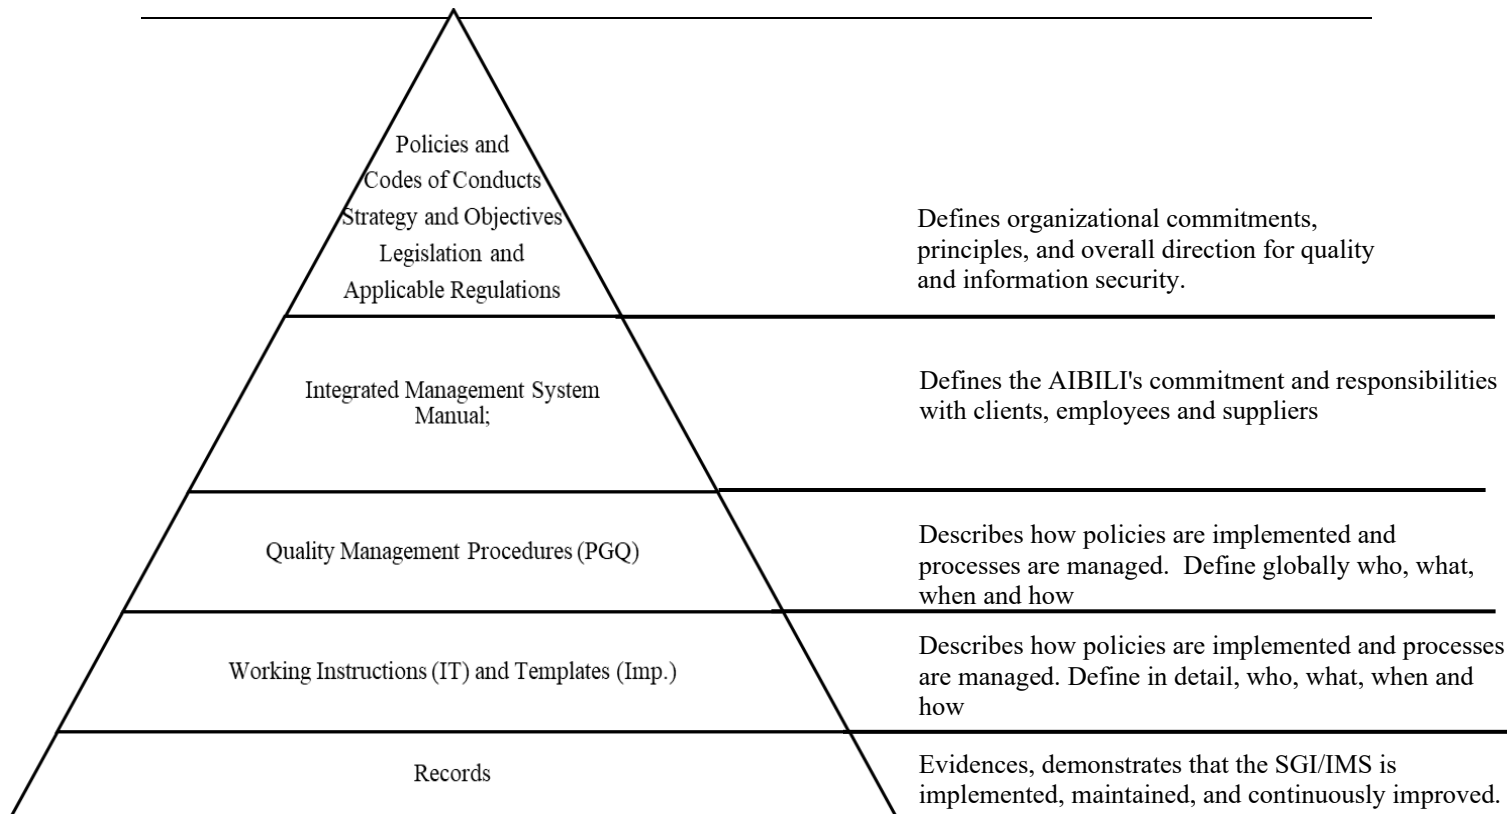 Policies and
Codes of Conducts
Strategy and Objectives
Legislation and
Applicable Regulations
Defines organizational commitments,
principles, and overall direction for quality
and information security.
Integrated Management System
Manual;
Defines the AIBILI's commitment and responsibilities
with clients, employees and suppliers
Quality Management Procedures (PGQ)
Describes how policies are implemented and
processes are managed.  Define globally who, what,
when and how
Working Instructions (IT) and Templates (Imp.)
Describes how policies are implemented and processes
are managed. Define in detail, who, what, when and
how
Records
Evidences, demonstrates that the SGI/IMS is
implemented, maintained, and continuously improved.